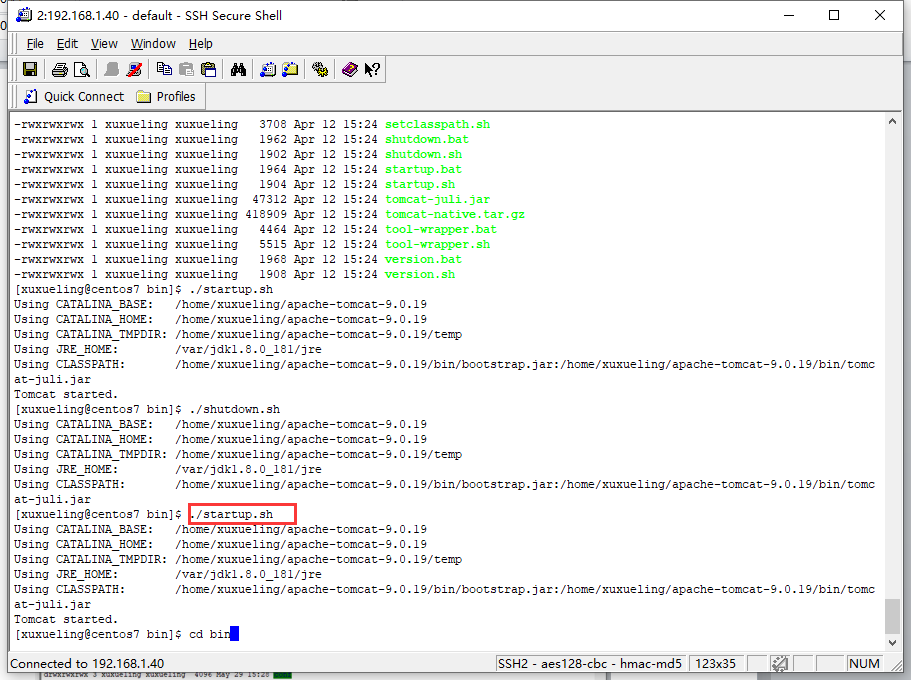 2:192.168.1.40 - default - SSH Secure Shell
File Edit View Window Help
Quick Connect Profiles
-rwxrwxrwx 1 xuxueling xuxueling   3708 Apr 12 15:24 setclasspath.sh
-rwxrwxrwx 1 xuxueling xuxueling   1962 Apr 12 15:24 shutdown.bat
-rwxrwxrwx 1 xuxueling xuxueling   1902 Apr 12 15:24 shutdown.sh
-rwxrwxrwx 1 xuxueling xuxueling   1964 Apr 12 15:24 startup.bat
-rwxrwxrwx 1 xuxueling xuxueling   1904 Apr 12 15:24 startup.sh
-rwxrwxrwx 1 xuxueling xuxueling  47312 Apr 12 15:24 tomcat-juli.jar
-rwxrwxrwx 1 xuxueling xuxueling 418909 Apr 12 15:24 tomcat-native.tar.gz
-rwxrwxrwx 1 xuxueling xuxueling   4464 Apr 12 15:24 tool-wrapper.bat
-rwxrwxrwx 1 xuxueling xuxueling   5515 Apr 12 15:24 tool-wrapper.sh
-rwxrwxrwx 1 xuxueling xuxueling   1968 Apr 12 15:24 version.bat
-rwxrwxrwx 1 xuxueling xuxueling   1908 Apr 12 15:24 version.sh
[xuxueling@centos7 bin]$ ./startup.sh
Using CATALINA_BASE:   /home/xuxueling/apache-tomcat-9.0.19
Using CATALINA_HOME:   /home/xuxueling/apache-tomcat-9.0.19
Using CATALINA_TMPDIR: /home/xuxueling/apache-tomcat-9.0.19/temp
Using JRE_HOME:        /var/jdk1.8.0_181/jre
Using CLASSPATH:       /home/xuxueling/apache-tomcat-9.0.19/bin/bootstrap.jar:/home/xuxueling/apache-tomcat-9.0.19/bin/tomc
at-juli.jar
Tomcat started.
[xuxueling@centos7 bin]$ ./shutdown.sh
Using CATALINA_BASE:   /home/xuxueling/apache-tomcat-9.0.19
Using CATALINA_HOME:   /home/xuxueling/apache-tomcat-9.0.19
Using CATALINA_TMPDIR: /home/xuxueling/apache-tomcat-9.0.19/temp
Using JRE_HOME:        /var/jdk1.8.0_181/jre
Using CLASSPATH:       /home/xuxueling/apache-tomcat-9.0.19/bin/bootstrap.jar:/home/xuxueling/apache-tomcat-9.0.19/bin/tomc
at-juli.jar
[xuxueling@centos7 bin]$ ./startup.sh
Using CATALINA_BASE:   /home/xuxueling/apache-tomcat-9.0.19
Using CATALINA_HOME:   /home/xuxueling/apache-tomcat-9.0.19
Using CATALINA_TMPDIR: /home/xuxueling/apache-tomcat-9.0.19/temp
Using JRE_HOME:        /var/jdk1.8.0_181/jre
Using CLASSPATH:       /home/xuxueling/apache-tomcat-9.0.19/bin/bootstrap.jar:/home/xuxueling/apache-tomcat-9.0.19/bin/tomc
at-juli.jar
Tomcat started.
[xuxueling@centos7 bin]$ cd bin
Connected to 192.168.1.40 SSH2 - aes128-cbc - hmac-md5 123x35 NUM
drwxrwxrwx 3 xuxueling xuxueling 4096 May 29 15:28